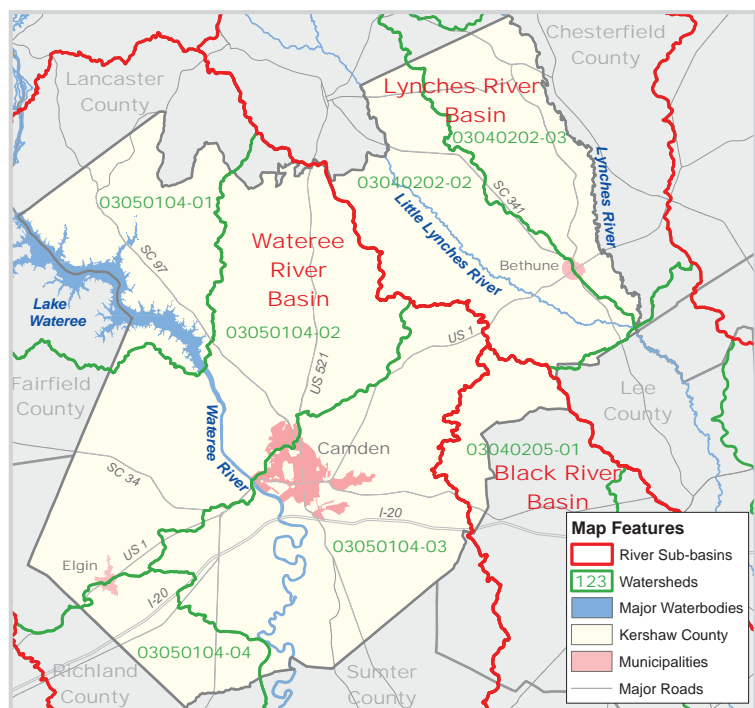 Chesterfield
County
Lancaster
County
Lynches River
Basin
03040202-03
03040202-02
SC 341
Lynches River
Little Lynches River
03050104-01
SC 97
Wateree
River
Basin
Bethune
Lake
Wateree
03050104-02
US 521
US 1
Fairfield
County
Lee
County
Wateree River
Camden
03040205-01
Black River
Basin
SC 34
I-20
US 1
Elgin
I-20
03050104-03
03050104-04
Richland
County
Sumter
County
Map Features
River Sub-basins
123 Watersheds
Major Waterbodies
Kershaw County
Municipalities
Major Roads